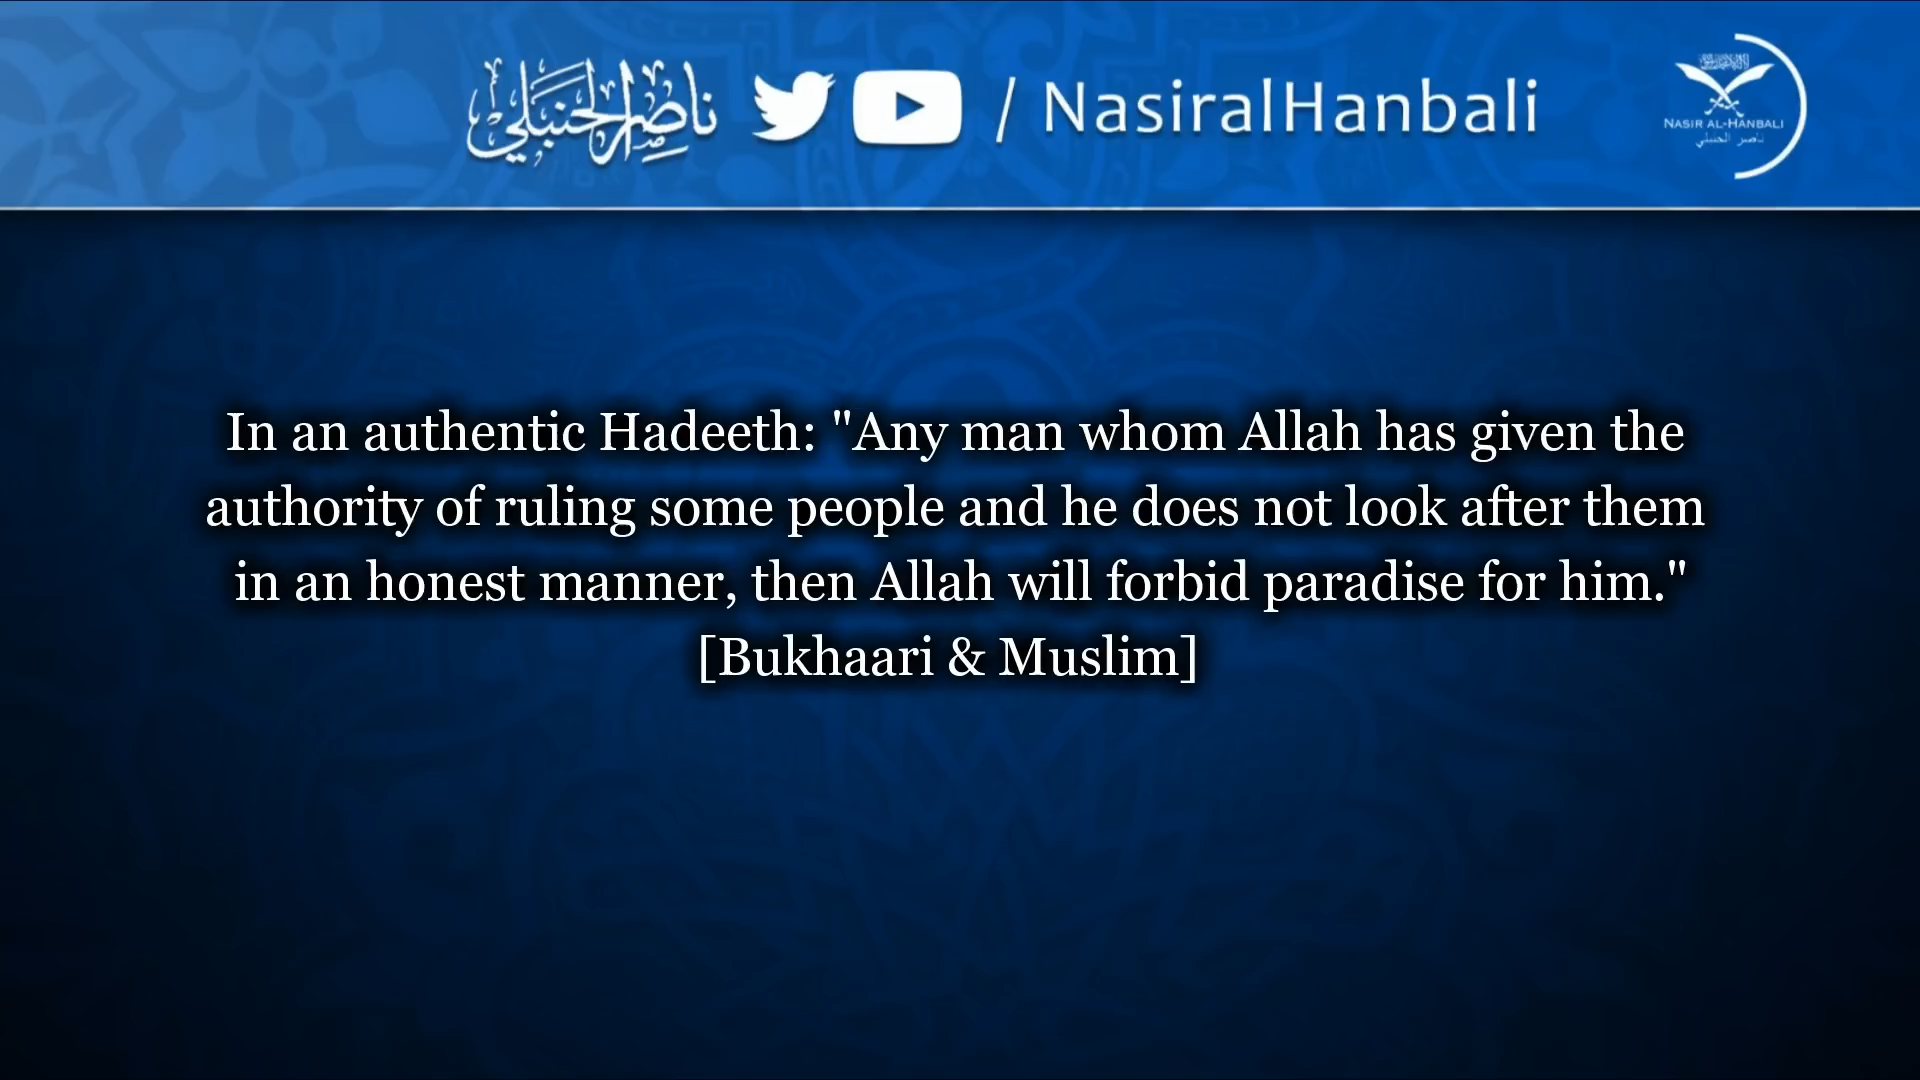 ناصر الحنبلي
/ NasiralHanbali
NASIR AL-HANBALI
ناصر الحنبلي
In an authentic Hadeeth: "Any man whom Allah has given the
authority of ruling some people and he does not look after them
in an honest manner, then Allah will forbid paradise for him."
[Bukhaari & Muslim]